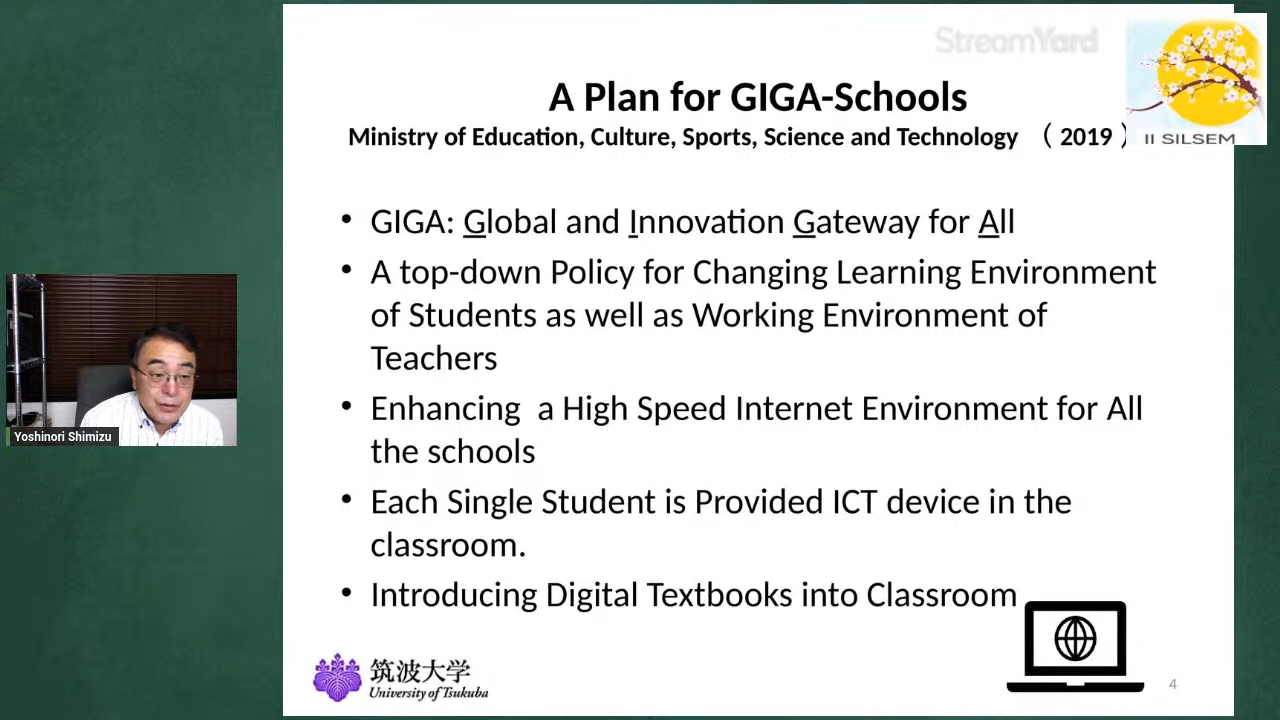 StreamYard
A Plan for GIGA-Schools
Ministry of Education, Culture, Sports, Science and Technology （ 2019 ）
II SILSEM
• GIGA: Global and Innovation Gateway for All
• A top-down Policy for Changing Learning Environment
of Students as well as Working Environment of
Teachers
• Enhancing  a High Speed Internet Environment for All
the schools
• Each Single Student is Provided ICT device in the
classroom.
• Introducing Digital Textbooks into Classroom
Yoshinori Shimizu
筑波大学
University of Tsukuba
4